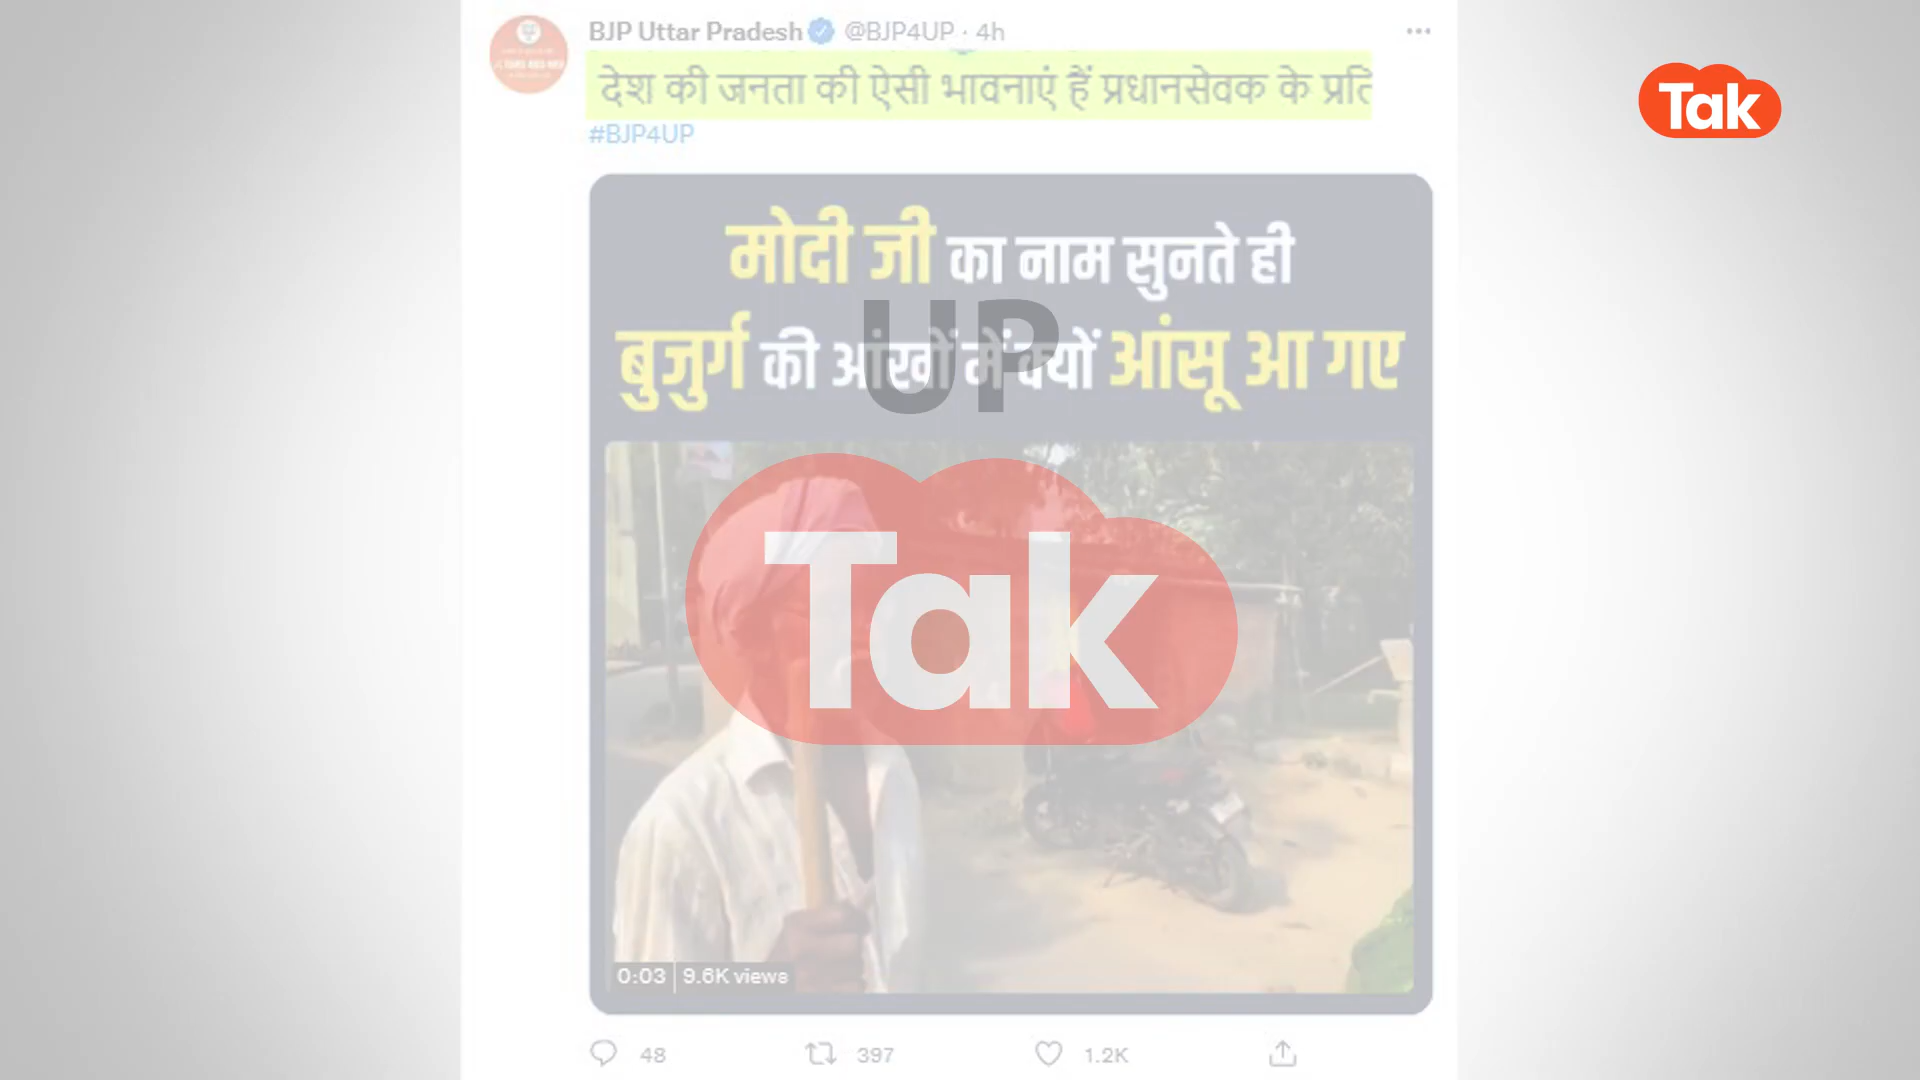 BJP Uttar Pradesh @BJP4UP · 4h
देश की जनता की ऐसी भावनाएं हैं प्रधानसेवक के प्रति
#BJP4UP
Tak
मोदी जी का नाम सुनते ही
बुजुर्ग की आंखों में क्यों आंसू आ गए
UP
Tak
0:03 9.6K views
48 397 1.2K